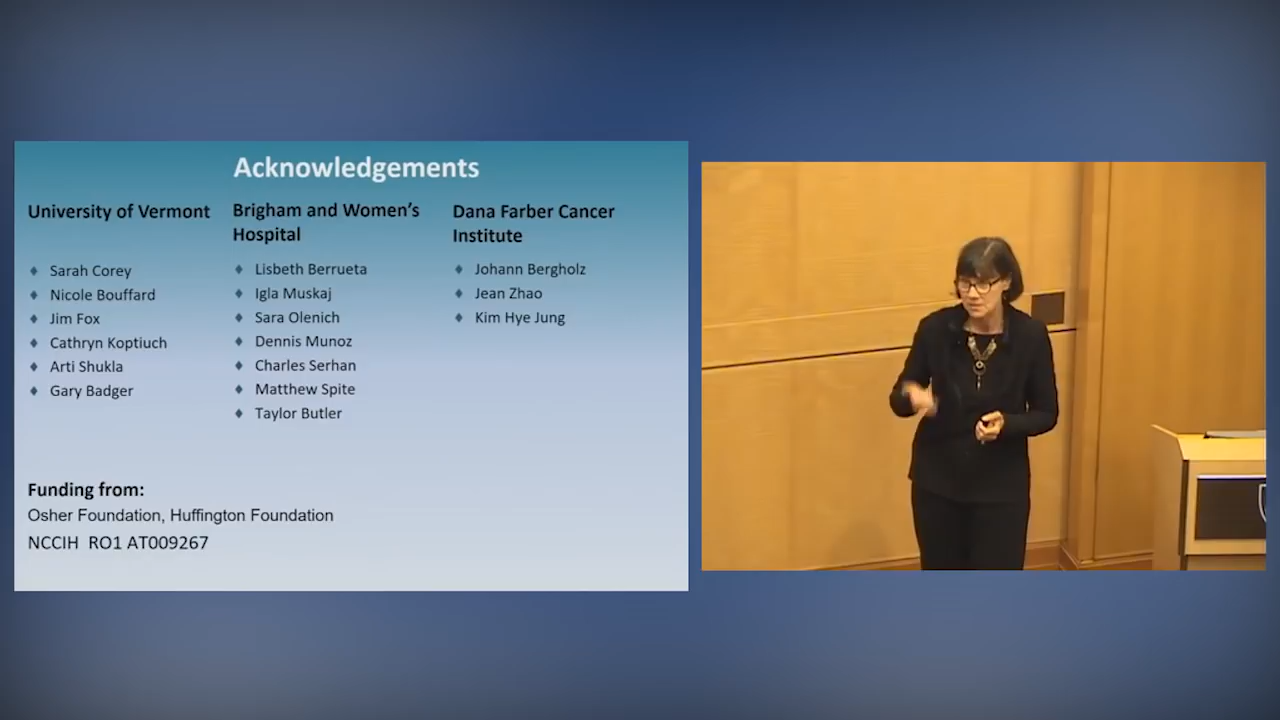 Acknowledgements
University of Vermont
Sarah Corey
Nicole Bouffard
Jim Fox
Cathryn Koptiuch
Arti Shukla
Gary Badger
Brigham and Women's
Hospital
Lisbeth Berrueta
Igla Muskaj
Sara Olenich
Dennis Munoz
Charles Serhan
Matthew Spite
Taylor Butler
Dana Farber Cancer
Institute
Johann Bergholz
Jean Zhao
Kim Hye Jung
Funding from:
Osher Foundation, Huffington Foundation
NCCIH RO1 AT009267